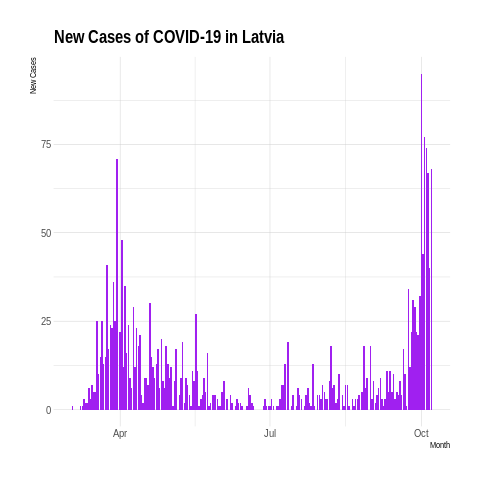 New Cases of COVID-19 in Latvia
New Cases
75
50
25
0
Apr
Jul
Oct
Month